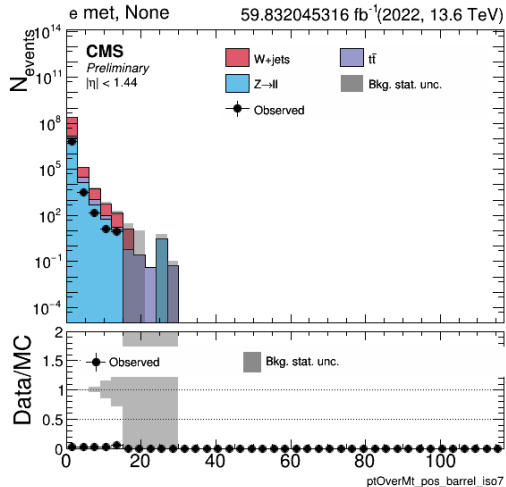 e met, None 59.832045316 fb⁻¹(2022, 13.6 TeV)
N_events
10¹⁴
10¹¹
10⁸
10⁵
10²
10⁻¹
10⁻⁴
CMS
Preliminary
|η| < 1.44
W+jets
tt̄
Z→ll
Bkg. stat. unc.
Observed
Data/MC
2
1.5
1
0.5
0
Observed
Bkg. stat. unc.
0 20 40 60 80 100
ptOverMt_pos_barrel_iso7